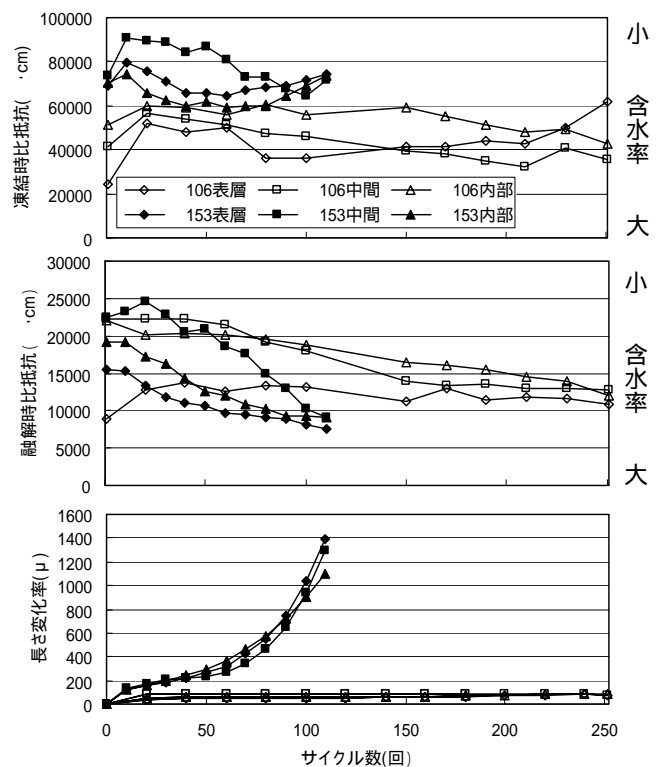 凍結時比抵抗(　・cm)
100000
80000
60000
40000
20000
0
106表層 106中間 106内部
153表層 153中間 153内部
小
含水率
大
融解時比抵抗(　・cm)
30000
25000
20000
15000
10000
5000
0
小
含水率
大
長さ変化率(μ)
1600
1400
1200
1000
800
600
400
200
0
0 50 100 150 200 250
サイクル数(回)